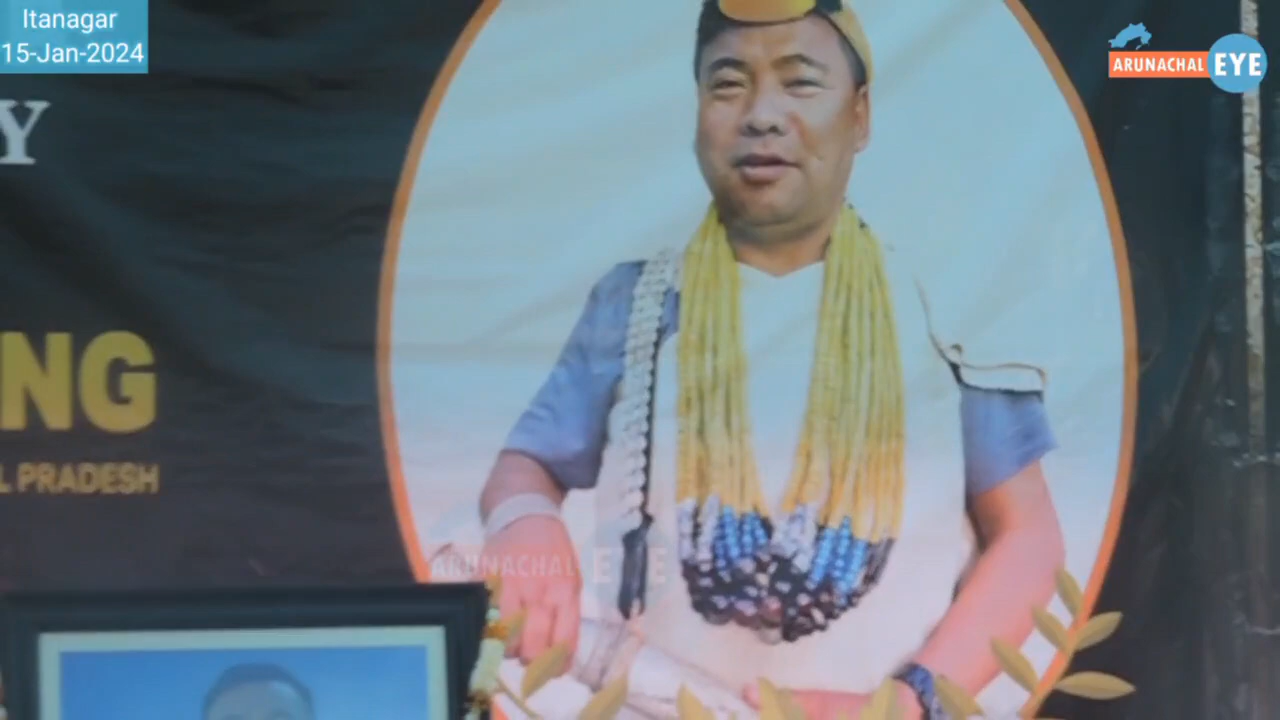 Itanagar
15-Jan-2024
ARUNACHAL EYE
Y
NG
L PRADESH
ARUNACHAL EYE